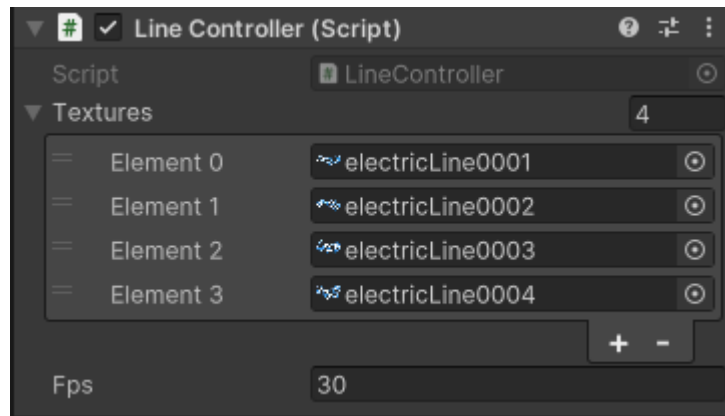 Line Controller (Script)
Script LineController
Textures 4
Element 0 electricLine0001
Element 1 electricLine0002
Element 2 electricLine0003
Element 3 electricLine0004
+ -
Fps 30